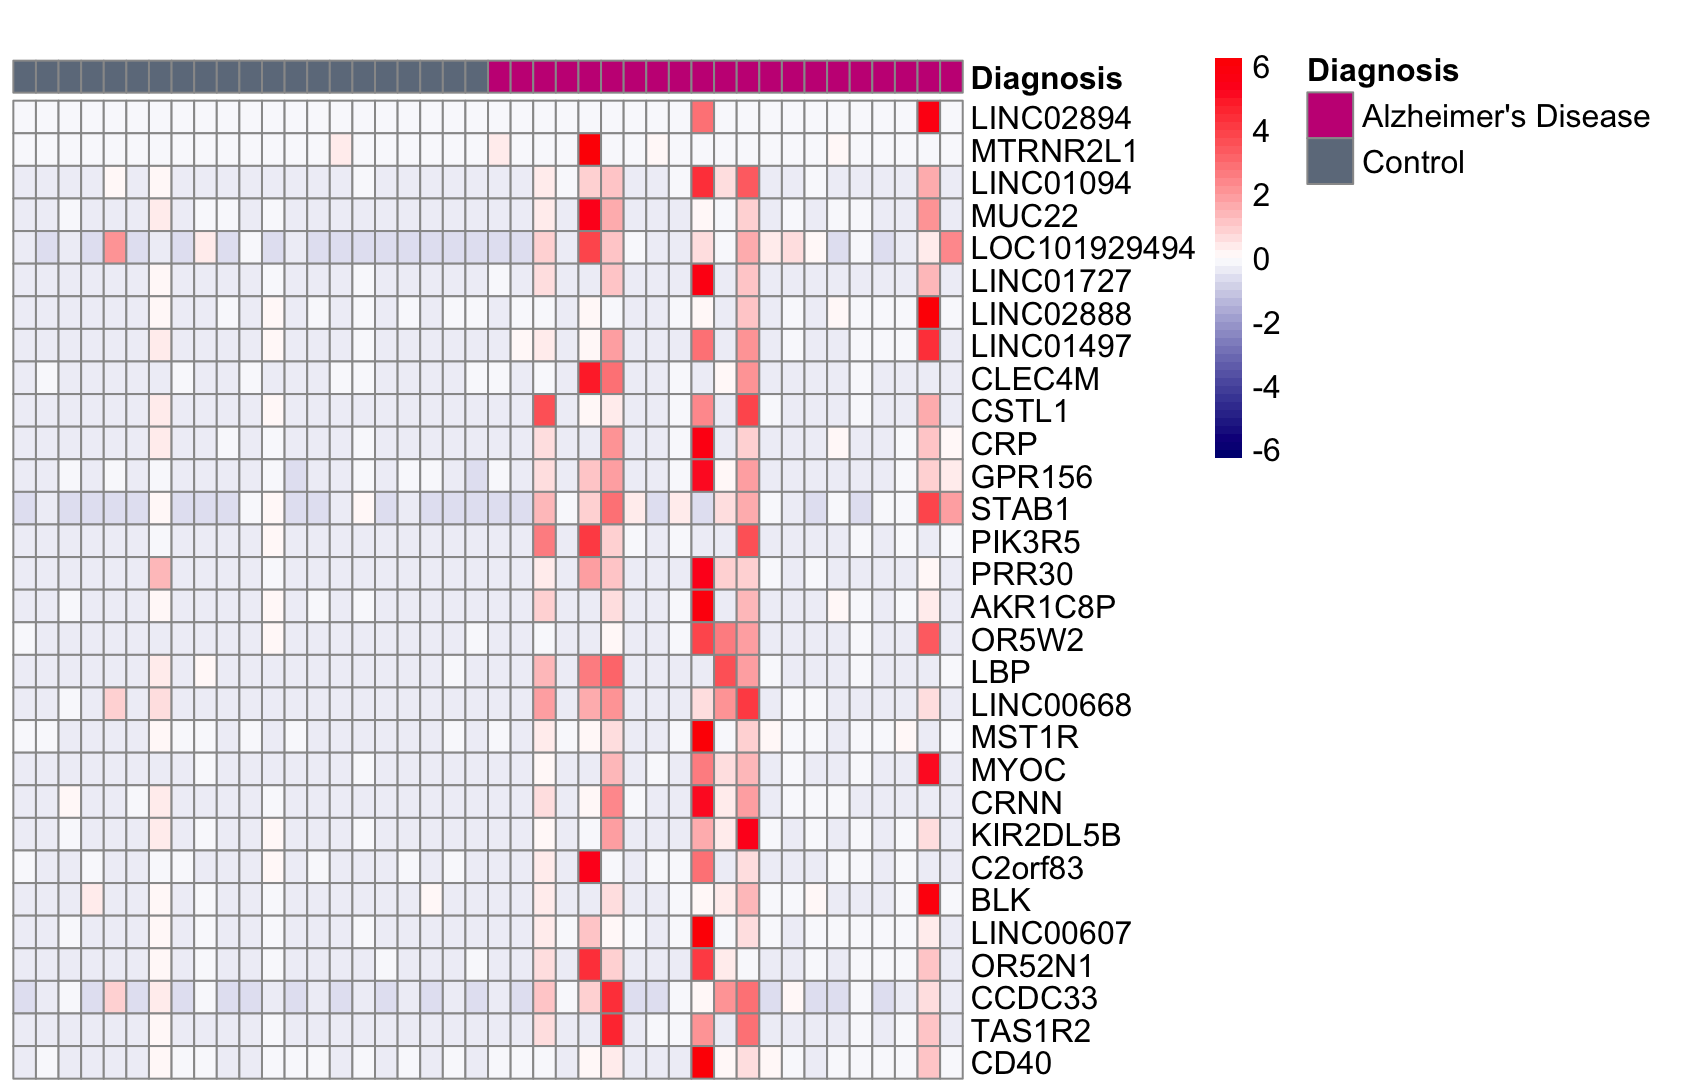 Diagnosis
LINC02894
MTRNR2L1
LINC01094
MUC22
LOC101929494
LINC01727
LINC02888
LINC01497
CLEC4M
CSTL1
CRP
GPR156
STAB1
PIK3R5
PRR30
AKR1C8P
OR5W2
LBP
LINC00668
MST1R
MYOC
CRNN
KIR2DL5B
C2orf83
BLK
LINC00607
OR52N1
CCDC33
TAS1R2
CD40
6
4
2
0
-2
-4
-6
Diagnosis
Alzheimer's Disease
Control